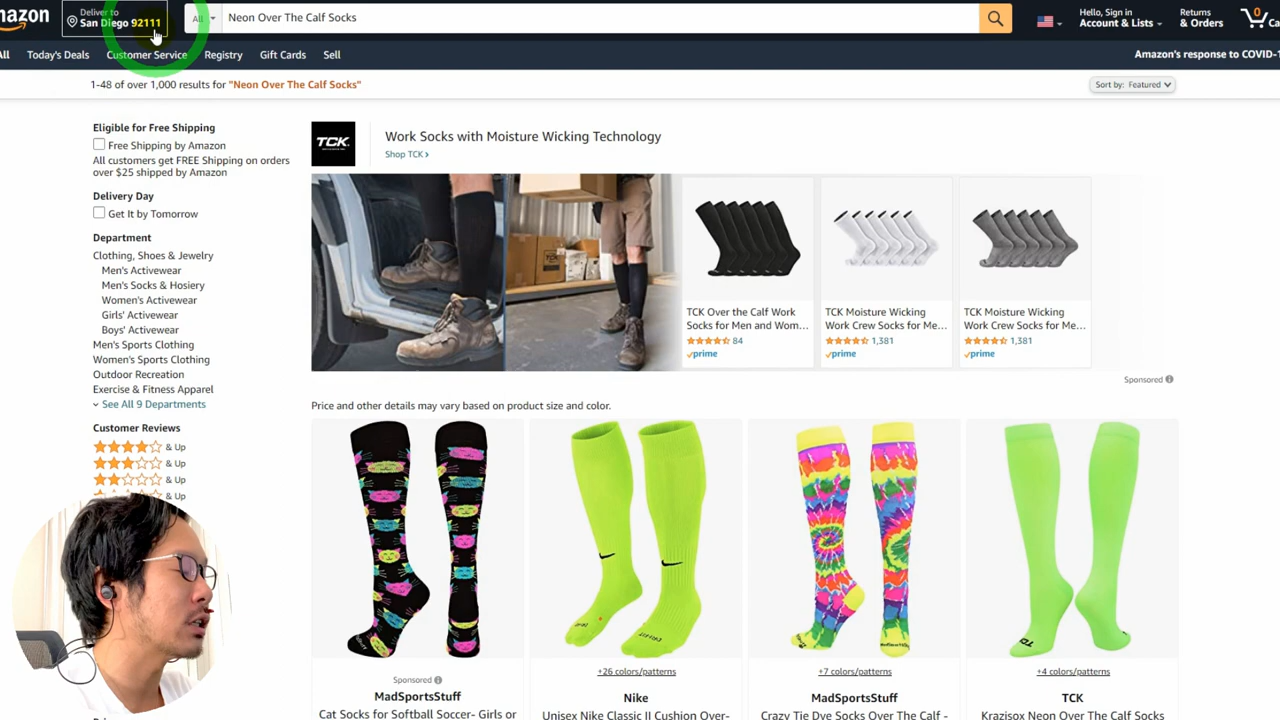 amazon
Deliver to
San Diego 92111
All
Neon Over The Calf Socks
Hello, Sign in
Account & Lists
Returns
& Orders
0
All
Today's Deals
Customer Service
Registry
Gift Cards
Sell
Amazon's response to COVID-1
1-48 of over 1,000 results for "Neon Over The Calf Socks"
Sort by: Featured
Eligible for Free Shipping
Free Shipping by Amazon
All customers get FREE Shipping on orders
over $25 shipped by Amazon
Delivery Day
Get It by Tomorrow
Department
Clothing, Shoes & Jewelry
Men's Activewear
Men's Socks & Hosiery
Women's Activewear
Girls' Activewear
Boys' Activewear
Men's Sports Clothing
Women's Sports Clothing
Outdoor Recreation
Exercise & Fitness Apparel
See All 9 Departments
Customer Reviews
& Up
& Up
& Up
& Up
TCK
Work Socks with Moisture Wicking Technology
Shop TCK
TCK Over the Calf Work
Socks for Men and Wom...
84
prime
TCK Moisture Wicking
Work Crew Socks for Me...
1,381
prime
TCK Moisture Wicking
Work Crew Socks for Me...
1,381
prime
Sponsored
Price and other details may vary based on product size and color.
Sponsored
MadSportsStuff
Cat Socks for Softball Soccer- Girls or
+26 colors/patterns
Nike
Unisex Nike Classic II Cushion Over-
+7 colors/patterns
MadSportsStuff
Crazy Tie Dye Socks Over The Calf -
TCK
+4 colors/patterns
TCK
Krazisox Neon Over The Calf Socks